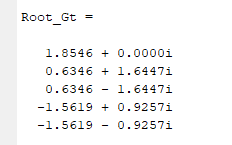 Root_Gt =
1.8546 + 0.0000i
0.6346 + 1.6447i
0.6346 - 1.6447i
-1.5619 + 0.9257i
-1.5619 - 0.9257i